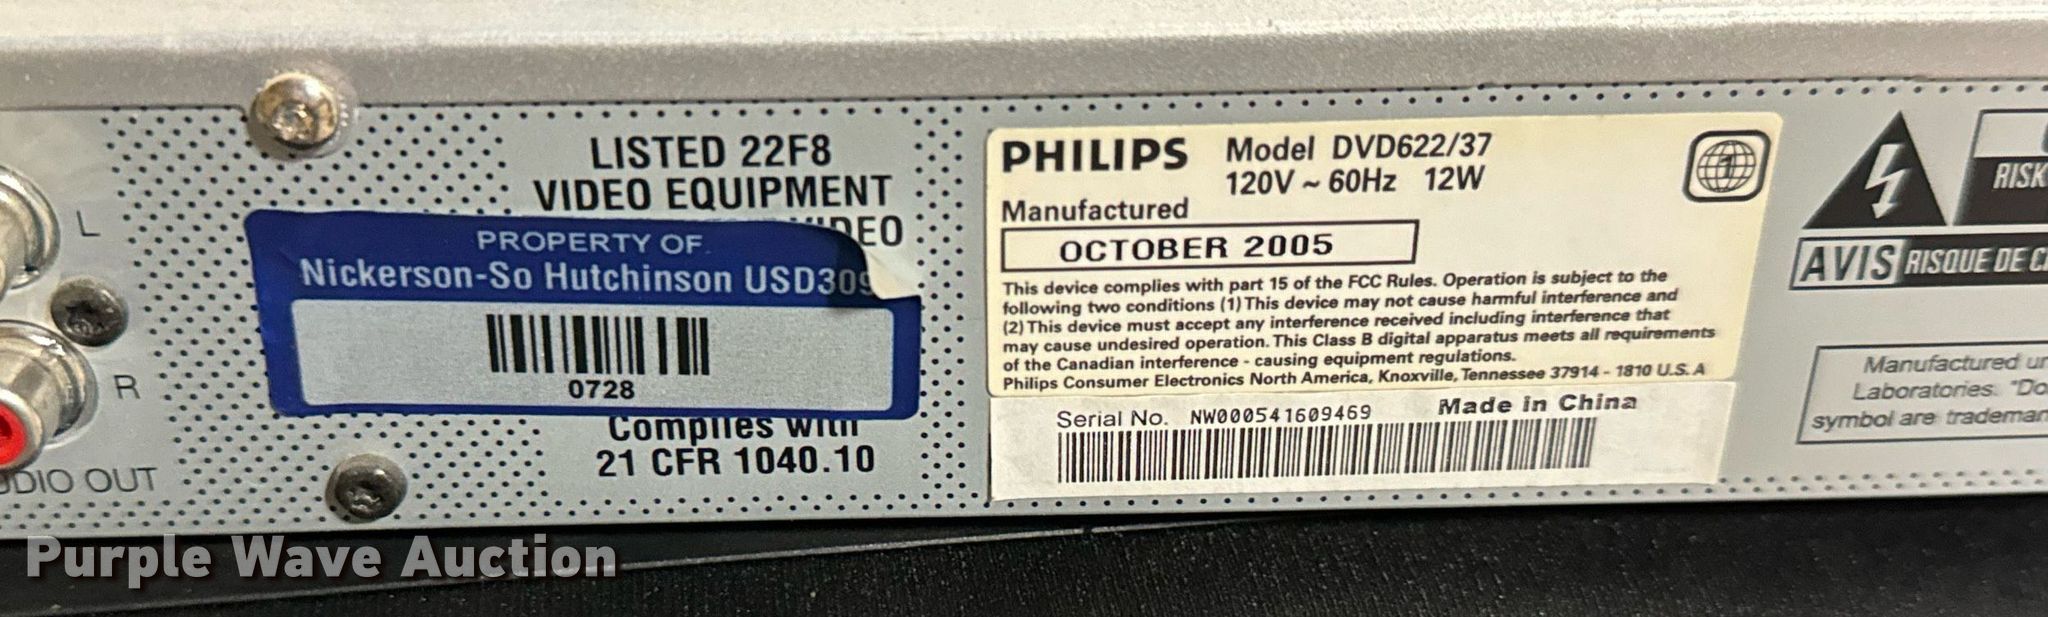 L
R
AUDIO OUT
LISTED 22F8
VIDEO EQUIPMENT
VIDEO
PROPERTY OF
Nickerson-So Hutchinson USD309
0728
Complies with
21 CFR 1040.10
PHILIPS Model DVD622/37
120V ~ 60Hz 12W
Manufactured
OCTOBER 2005
This device complies with part 15 of the FCC Rules. Operation is subject to the
following two conditions (1) This device may not cause harmful interference and
(2) This device must accept any interference received including interference that
may cause undesired operation. This Class B digital apparatus meets all requirements
of the Canadian interference - causing equipment regulations.
Philips Consumer Electronics North America, Knoxville, Tennessee 37914 - 1810 U.S. A
1
Serial No. NW000541609469 Made in China
RISK
AVIS RISQUE DE
Manufactured
Laboratories. "Do
symbol are
Purple Wave Auction